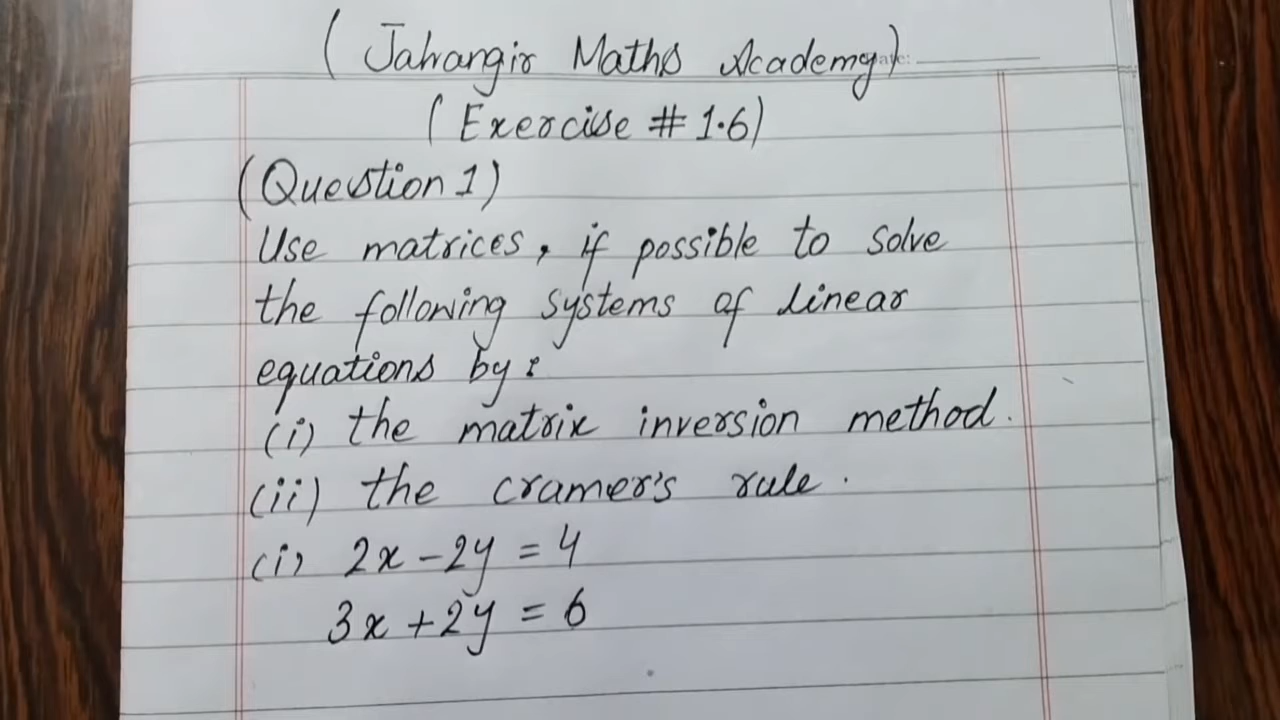 (Jahangir Maths Academy)
(Exercise # 1.6)
(Question 1)
Use matrices, if possible to solve
the following systems of linear
equations by:
(i) the matrix inversion method.
(ii) the cramer's rule.
(i) 2x - 2y = 4
3x + 2y = 6